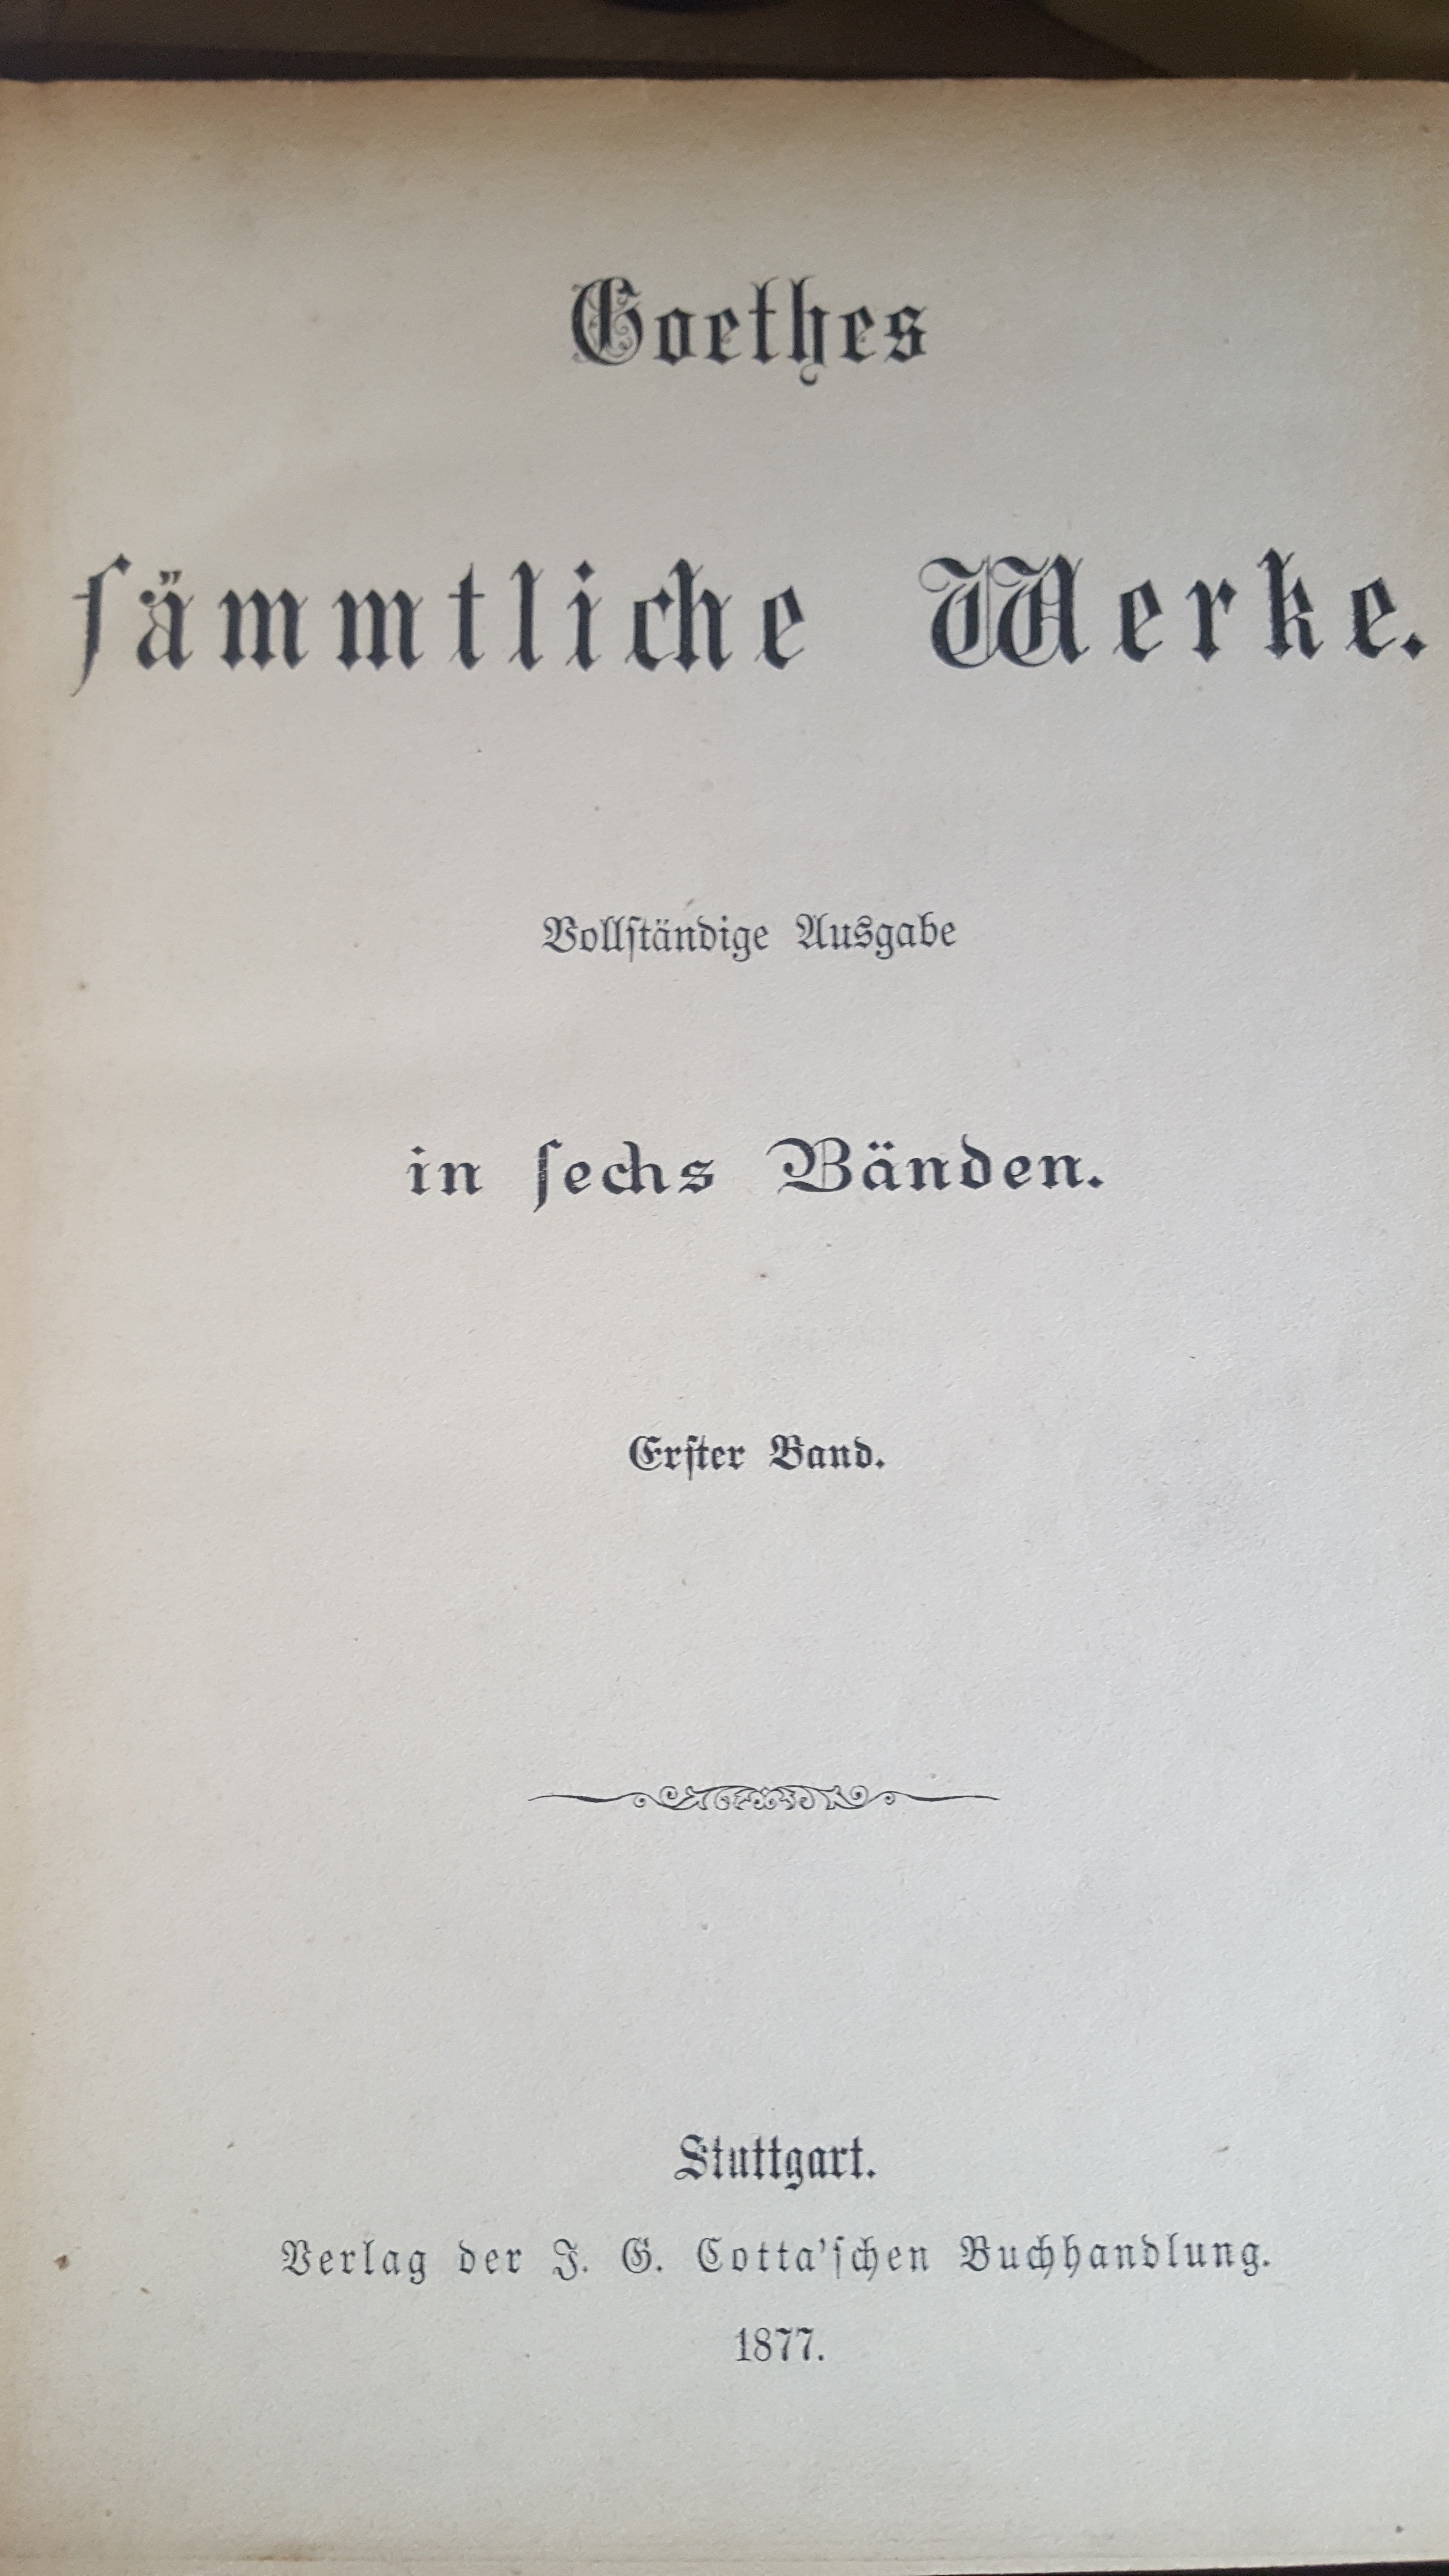 Goethes
ſämmtliche Werke.
Vollſtändige Ausgabe
in ſechs Bänden.
Erſter Band.
Stuttgart.
Verlag der J. G. Cotta'ſchen Buchhandlung.
1877.